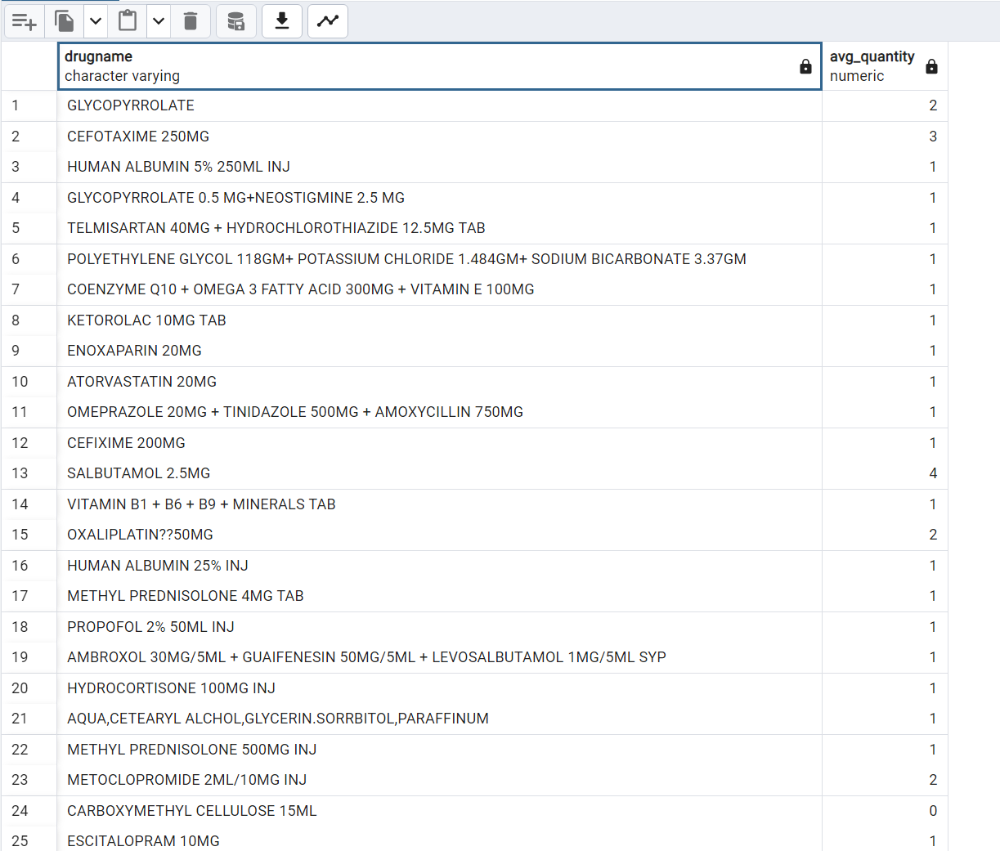 drugname
character varying
avg_quantity
numeric
1 GLYCOPYRROLATE 2
2 CEFOTAXIME 250MG 3
3 HUMAN ALBUMIN 5% 250ML INJ 1
4 GLYCOPYRROLATE 0.5 MG+NEOSTIGMINE 2.5 MG 1
5 TELMISARTAN 40MG + HYDROCHLOROTHIAZIDE 12.5MG TAB 1
6 POLYETHYLENE GLYCOL 118GM+ POTASSIUM CHLORIDE 1.484GM+ SODIUM BICARBONATE 3.37GM 1
7 COENZYME Q10 + OMEGA 3 FATTY ACID 300MG + VITAMIN E 100MG 1
8 KETOROLAC 10MG TAB 1
9 ENOXAPARIN 20MG 1
10 ATORVASTATIN 20MG 1
11 OMEPRAZOLE 20MG + TINIDAZOLE 500MG + AMOXYCILLIN 750MG 1
12 CEFIXIME 200MG 1
13 SALBUTAMOL 2.5MG 4
14 VITAMIN B1 + B6 + B9 + MINERALS TAB 1
15 OXALIPLATIN??50MG 2
16 HUMAN ALBUMIN 25% INJ 1
17 METHYL PREDNISOLONE 4MG TAB 1
18 PROPOFOL 2% 50ML INJ 1
19 AMBROXOL 30MG/5ML + GUAIFENESIN 50MG/5ML + LEVOSALBUTAMOL 1MG/5ML SYP 1
20 HYDROCORTISONE 100MG INJ 1
21 AQUA,CETEARYL ALCHOL,GLYCERIN.SORRBITOL,PARAFFINUM 1
22 METHYL PREDNISOLONE 500MG INJ 1
23 METOCLOPROMIDE 2ML/10MG INJ 2
24 CARBOXYMETHYL CELLULOSE 15ML 0
25 ESCITALOPRAM 10MG 1